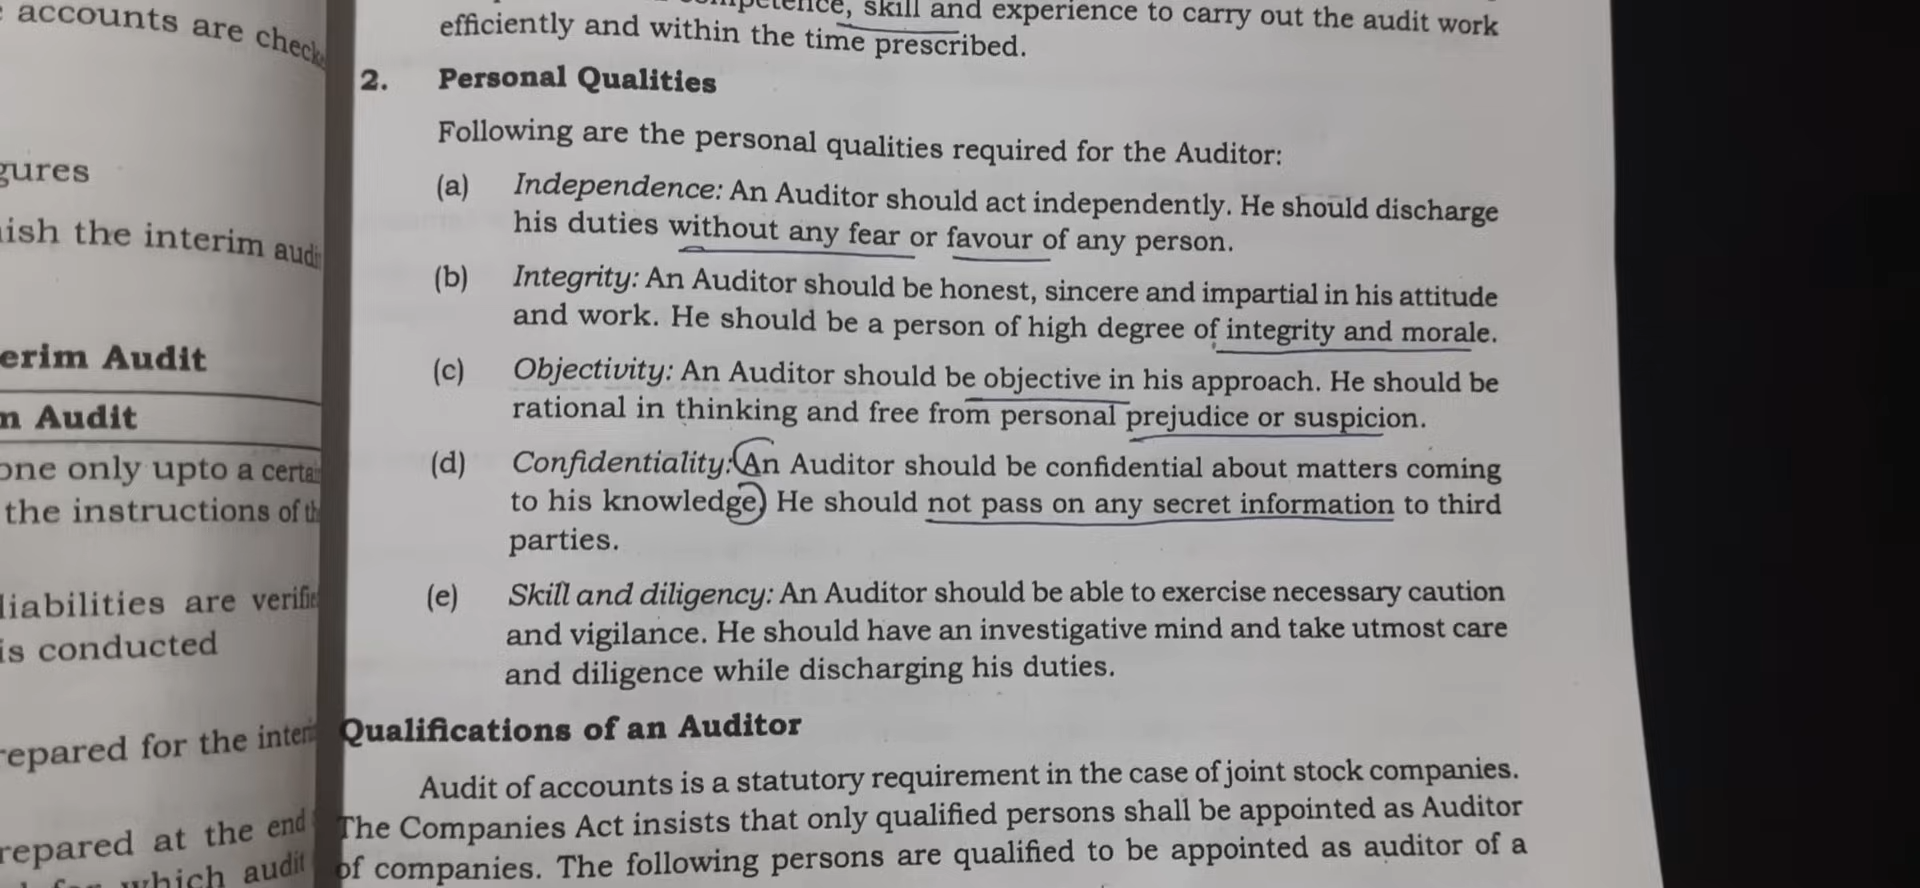 accounts are
gures
the interim
erim Audit
n Audit
one only upto a
the instructions of
liabilities are
is conducted
repared for the
repared at the end
which audit
skill and experience to carry out the audit work
efficiently and within the time prescribed.
2. Personal Qualities
Following are the personal qualities required for the Auditor:
(a) Independence: An Auditor should act independently. He should discharge
his duties without any fear or favour of any person.
(b) Integrity: An Auditor should be honest, sincere and impartial in his attitude
and work. He should be a person of high degree of integrity and morale.
(c) Objectivity: An Auditor should be objective in his approach. He should be
rational in thinking and free from personal prejudice or suspicion.
(d) Confidentiality: An Auditor should be confidential about matters coming
to his knowledge. He should not pass on any secret information to third
parties.
(e) Skill and diligency: An Auditor should be able to exercise necessary caution
and vigilance. He should have an investigative mind and take utmost care
and diligence while discharging his duties.
Qualifications of an Auditor
Audit of accounts is a statutory requirement in the case of joint stock companies.
The Companies Act insists that only qualified persons shall be appointed as Auditor
of companies. The following persons are qualified to be appointed as auditor of a